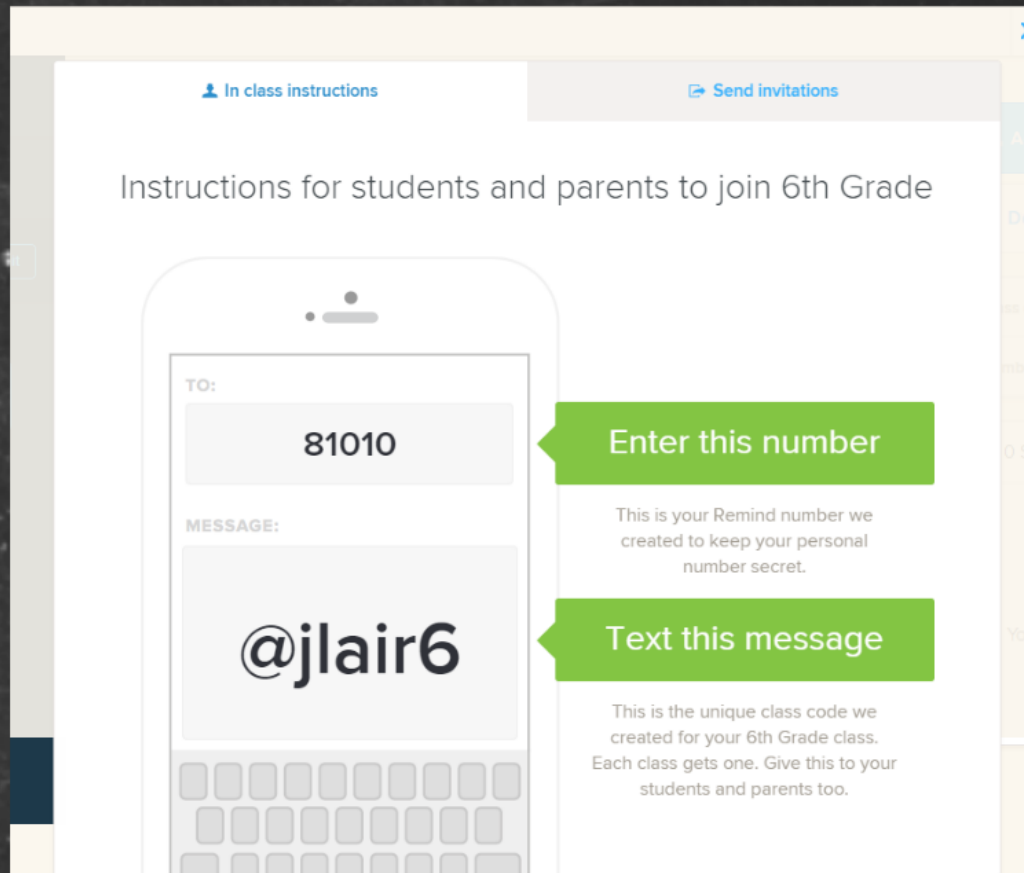 In class instructions
Send invitations
Instructions for students and parents to join 6th Grade
TO:
81010
Enter this number
This is your Remind number we
created to keep your personal
number secret.
MESSAGE:
@jlair6
Text this message
This is the unique class code we
created for your 6th Grade class.
Each class gets one. Give this to your
students and parents too.